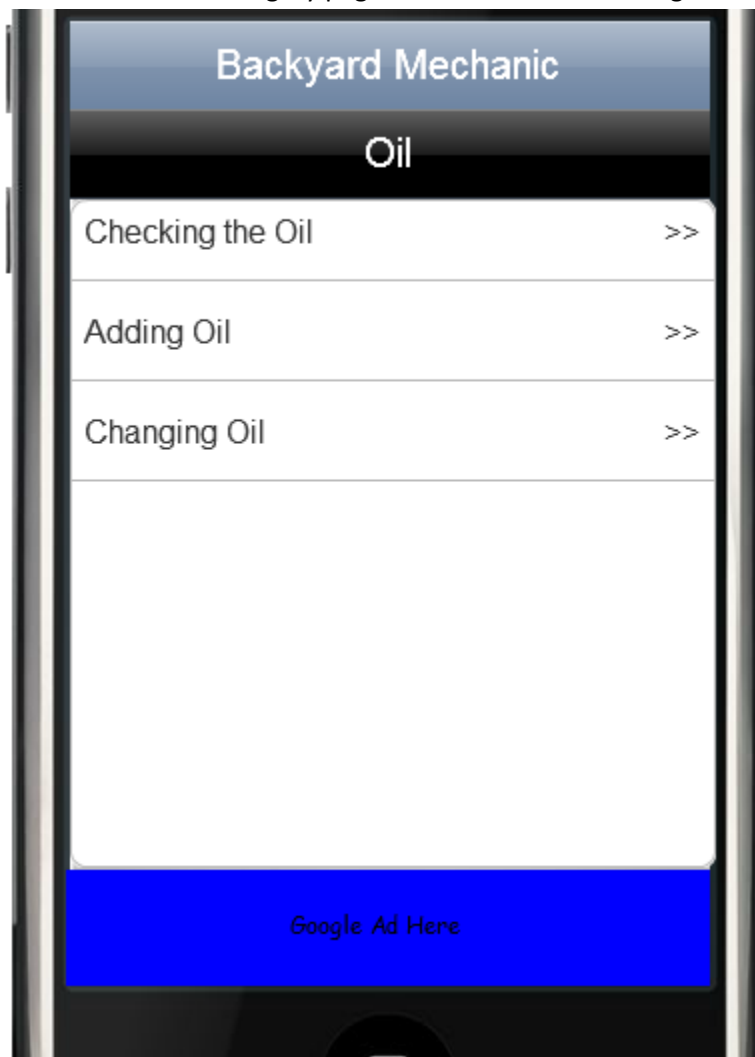 Backyard Mechanic
Oil
Checking the Oil >>
Adding Oil >>
Changing Oil >>
Google Ad Here